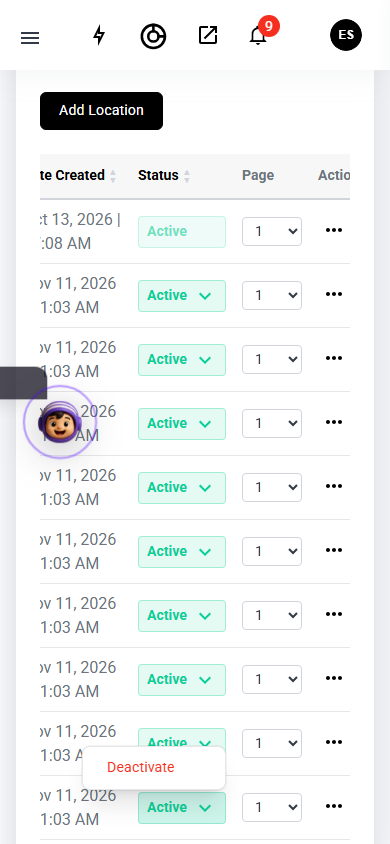 9
ES
Add Location
te Created Status Page Actio
ct 13, 2026 |
:08 AM
Active 1
ov 11, 2026
1:03 AM
Active 1
ov 11, 2026
1:03 AM
Active 1
2026
AM
Active 1
ov 11, 2026
1:03 AM
Active 1
ov 11, 2026
1:03 AM
Active 1
ov 11, 2026
1:03 AM
Active 1
ov 11, 2026
1:03 AM
Active 1
ov 11, 2026
1:03 A
Active 1
Deactivate
ov 11, 2026
1:03 AM
Active 1